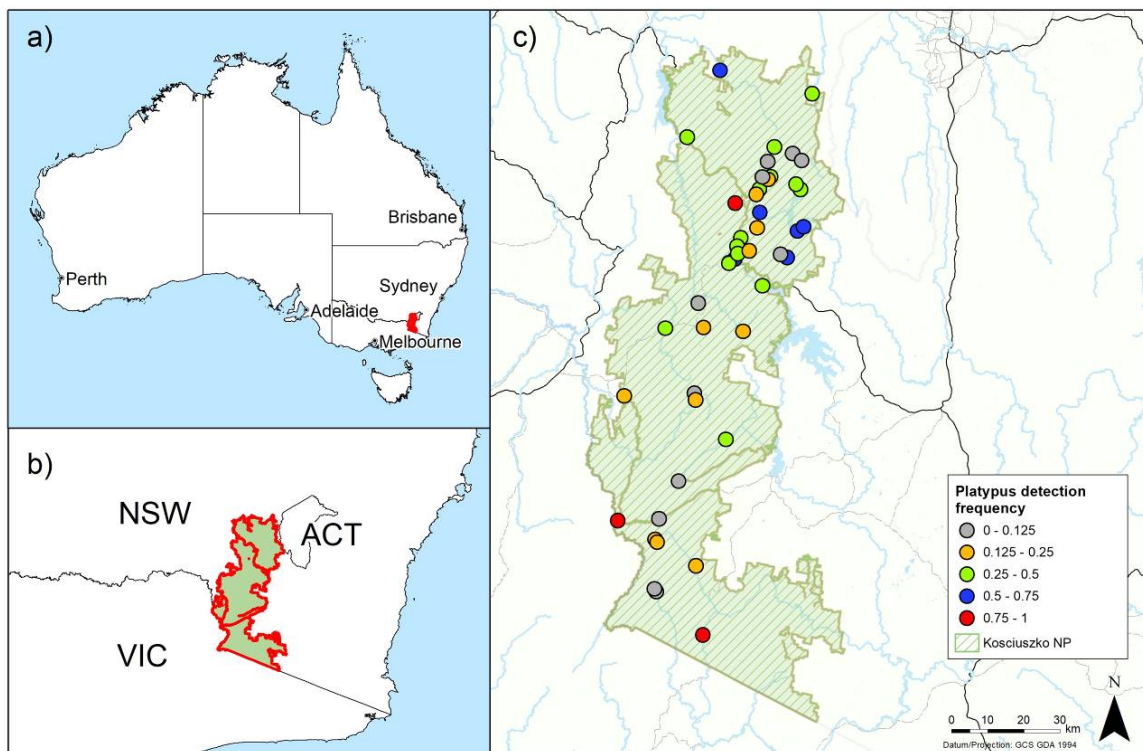 a)
Brisbane
Perth
Sydney
Adelaide
Melbourne
b)
NSW
ACT
VIC
c)
Platypus detection
frequency
0 - 0.125
0.125 - 0.25
0.25 - 0.5
0.5 - 0.75
0.75 - 1
Kosciuszko NP
N
0 5 10 20 30
km
Datum/Projection: GCS GDA 1994